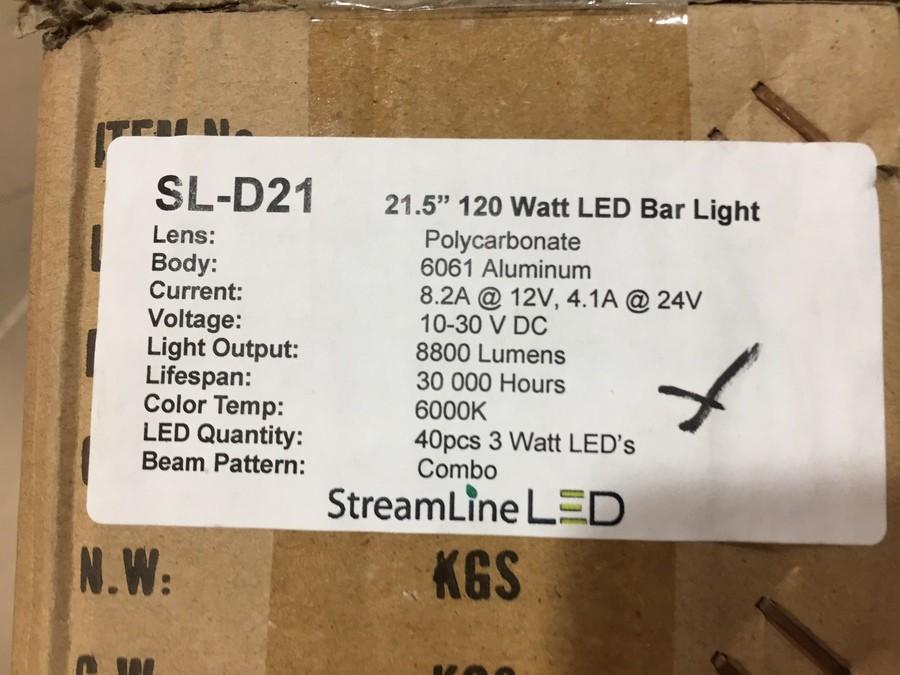 ITEM No
SL-D21 21.5” 120 Watt LED Bar Light
Lens: Polycarbonate
Body: 6061 Aluminum
Current: 8.2A @ 12V, 4.1A @ 24V
Voltage: 10-30 V DC
Light Output: 8800 Lumens
Lifespan: 30 000 Hours
Color Temp: 6000K
LED Quantity: 40pcs 3 Watt LED's
Beam Pattern: Combo
StreamLine LED
N.W: KGS
G.W KGS